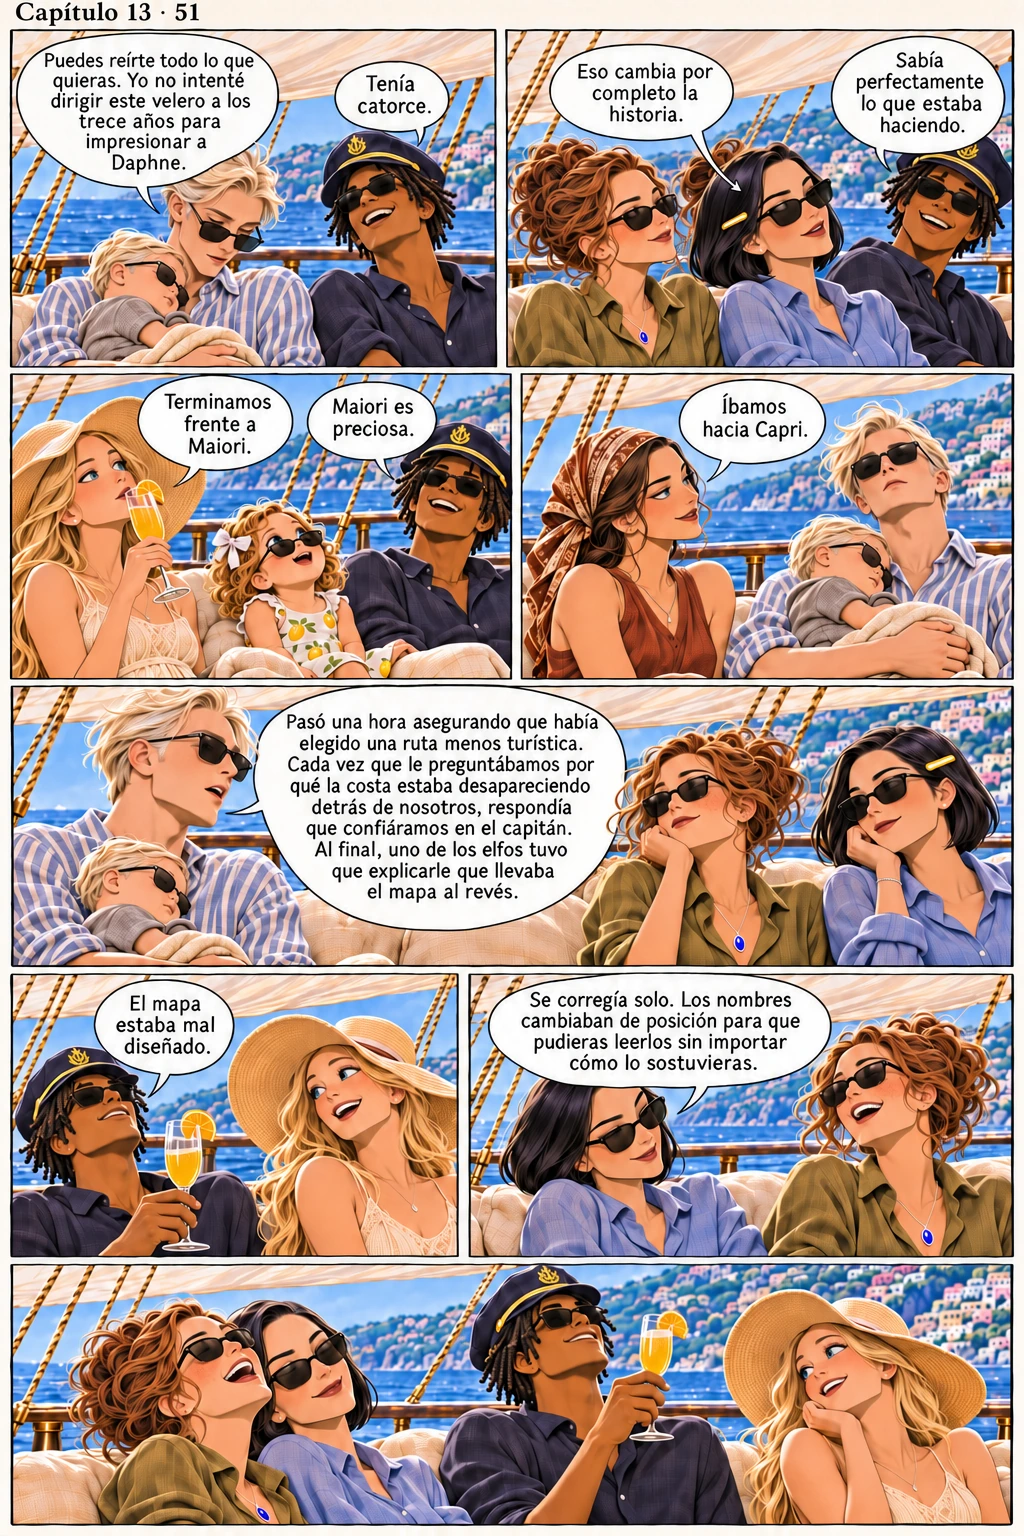 Capítulo 13 · 51
Puedes reírte todo lo que
quieras. Yo no intenté
dirigir este velero a los
trece años para
impresionar a
Daphne.
Tenía
catorce.
Eso cambia por
completo la
historia.
Sabía
perfectamente
lo que estaba
haciendo.
Terminamos
frente a
Maiori.
Maiori es
preciosa.
Íbamos
hacia Capri.
Pasó una hora asegurando que había
elegido una ruta menos turística.
Cada vez que le preguntábamos por
qué la costa estaba desapareciendo
detrás de nosotros, respondía
que confiáramos en el capitán.
Al final, uno de los elfos tuvo
que explicarle que llevaba
el mapa al revés.
El mapa
estaba mal
diseñado.
Se corregía solo. Los nombres
cambiaban de posición para que
pudieras leerlos sin importar
cómo lo sostuvieras.